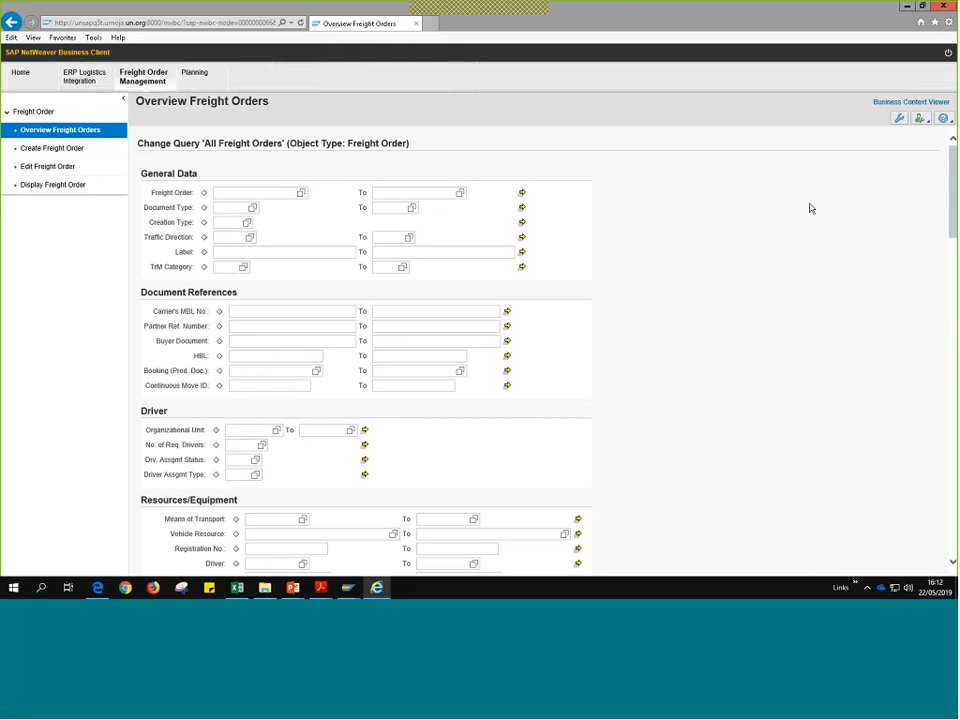 http://unsapq5t.umoja.un.org:8000/nwbc/?sap-nwbc-node=
Overview Freight Orders
Edit View Favorites Tools Help
SAP NetWeaver Business Client
Home
ERP Logistics Integration
Freight Order Management
Planning
Freight Order
Overview Freight Orders
Create Freight Order
Edit Freight Order
Display Freight Order
Overview Freight Orders
Business Context Viewer
Change Query 'All Freight Orders' (Object Type: Freight Order)
General Data
Freight Order: To
Document Type: To
Creation Type:
Traffic Direction: To
Label: To
TrM Category: To
Document References
Carrier's MBL No.: To
Partner Ref. Number: To
Buyer Document: To
HBL: To
Booking (Pred. Doc.): To
Continuous Move ID: To
Driver
Organizational Unit: To
No. of Req. Drivers:
Drv. Assgmt Status:
Driver Assgmt Type:
Resources/Equipment
Means of Transport: To
Vehicle Resource: To
Registration No.: To
Driver: To
Links
16:12
22/05/2019